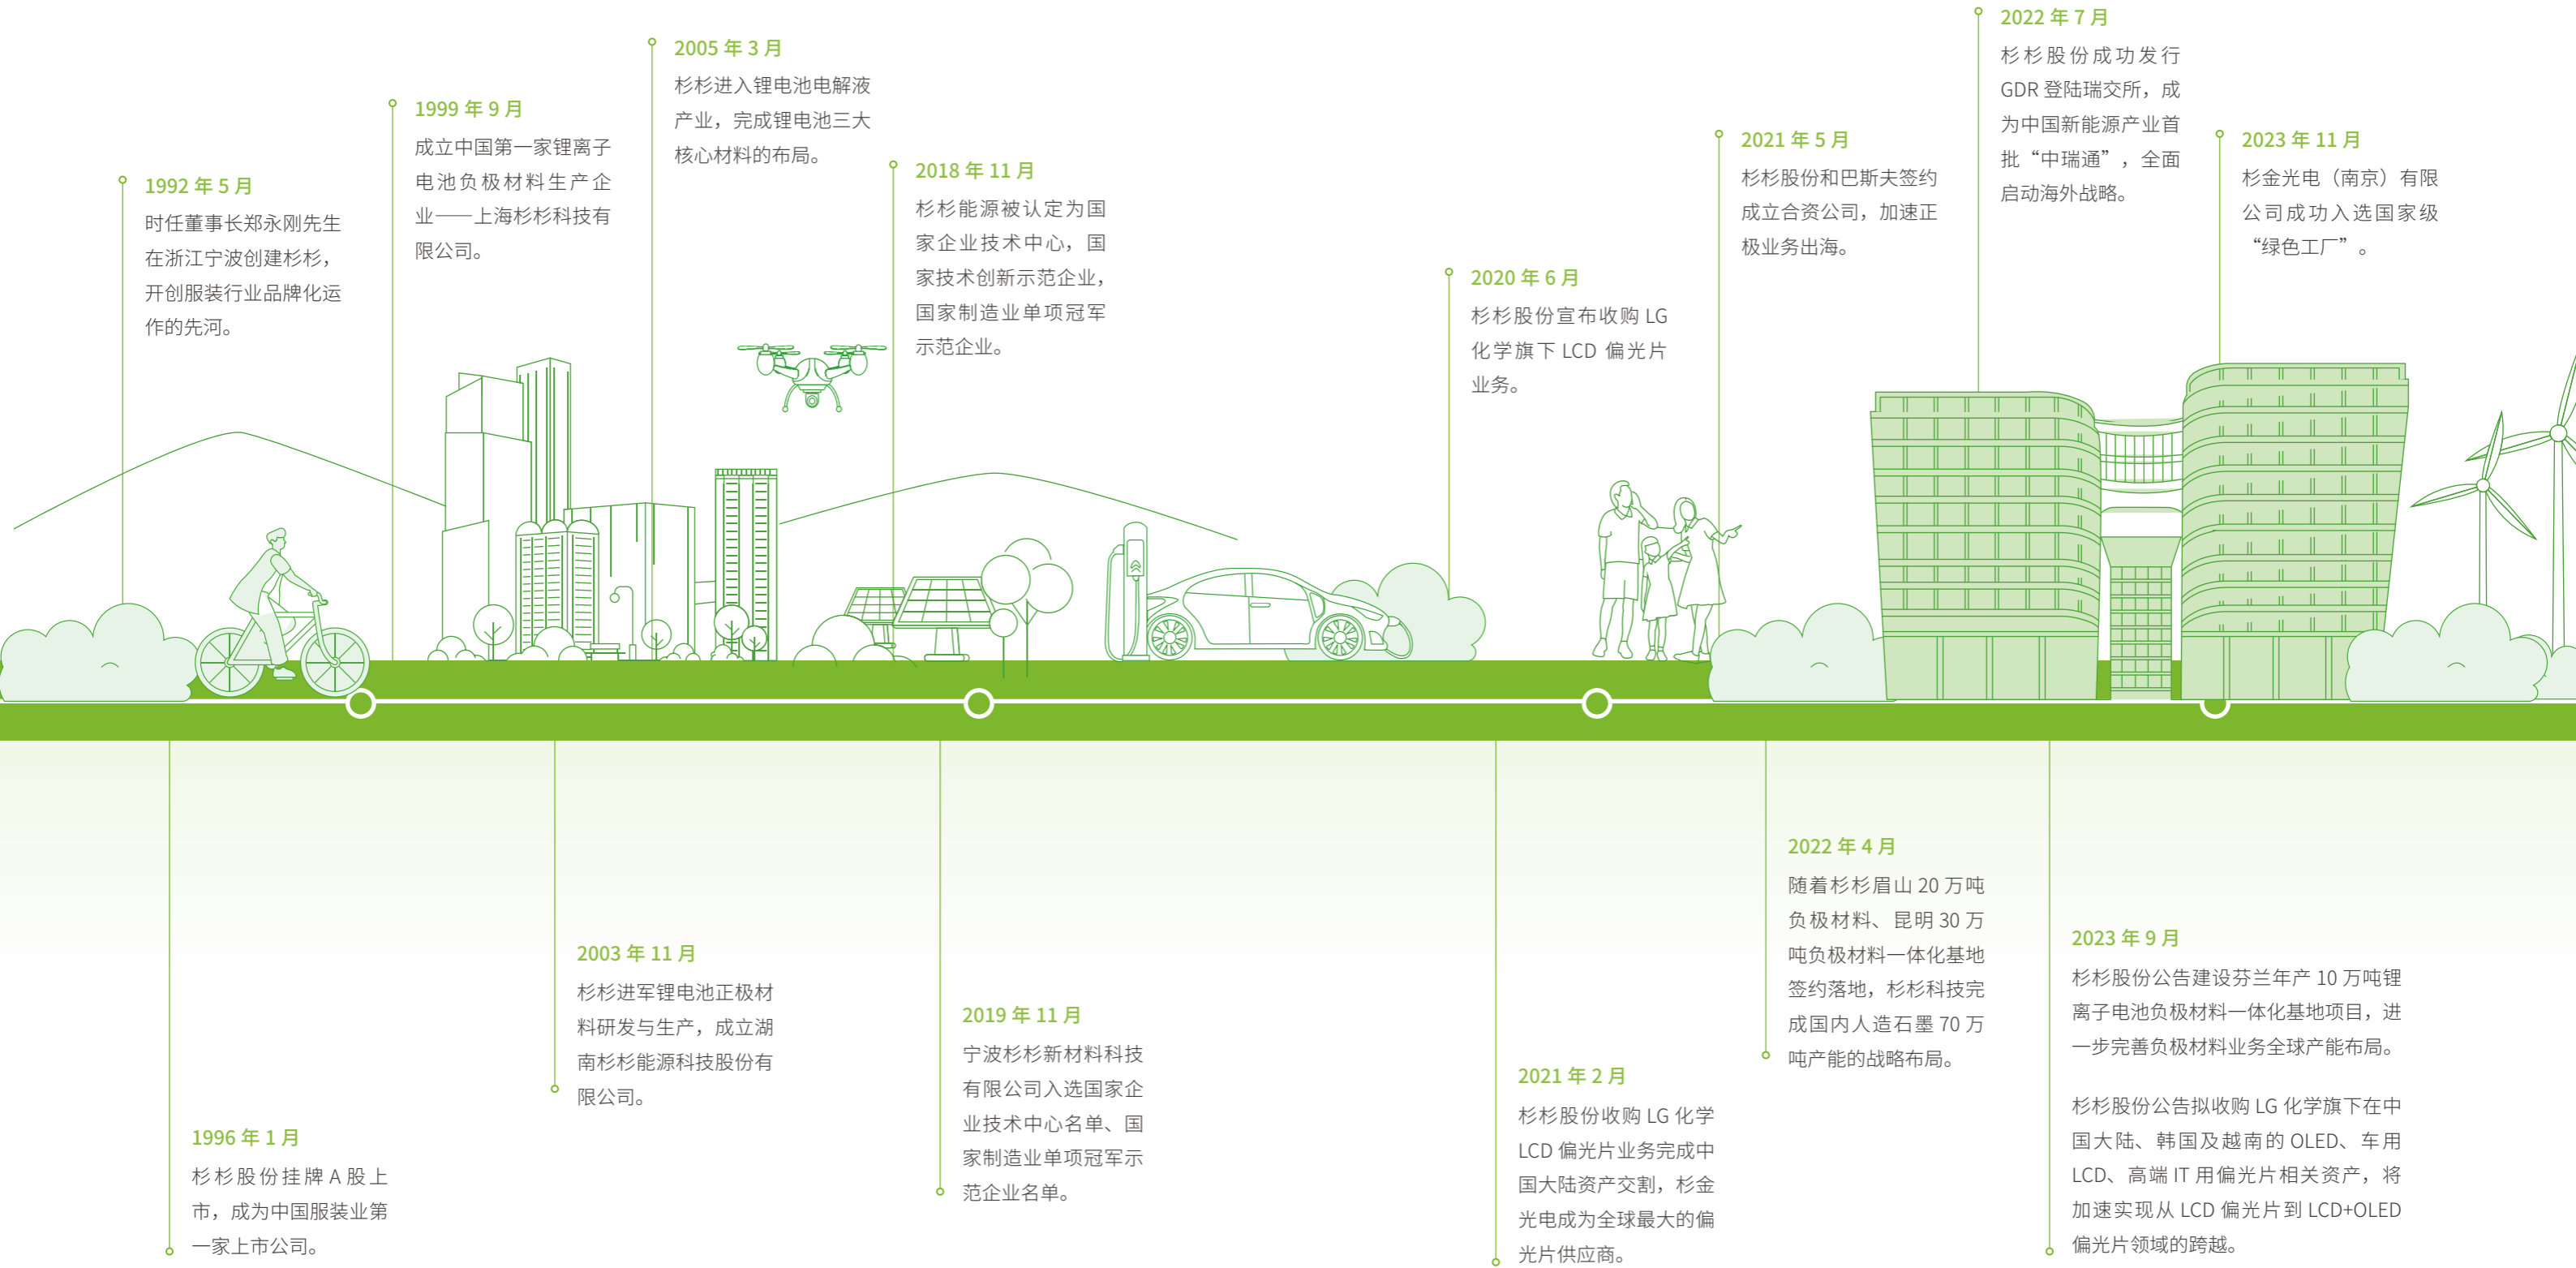 1992 年 5 月
时任董事长郑永刚先生
在浙江宁波创建杉杉，
开创服装行业品牌化运
作的先河。
1999 年 9 月
成立中国第一家锂离子
电池负极材料生产企
业——上海杉杉科技有
限公司。
2005 年 3 月
杉杉进入锂电池电解液
产业，完成锂电池三大
核心材料的布局。
2018 年 11 月
杉杉能源被认定为国
家企业技术中心，国
家技术创新示范企业，
国家制造业单项冠军
示范企业。
2020 年 6 月
杉杉股份宣布收购 LG
化学旗下 LCD 偏光片
业务。
2021 年 5 月
杉杉股份和巴斯夫签约
成立合资公司，加速正
极业务出海。
2022 年 7 月
杉杉股份成功发行
GDR 登陆瑞交所，成
为中国新能源产业首
批“中瑞通”，全面
启动海外战略。
2023 年 11 月
杉金光电（南京）有限
公司成功入选国家级
“绿色工厂”。
1996 年 1 月
杉杉股份挂牌 A 股上
市，成为中国服装业第
一家上市公司。
2003 年 11 月
杉杉进军锂电池正极材
料研发与生产，成立湖
南杉杉能源科技股份有
限公司。
2019 年 11 月
宁波杉杉新材料科技
有限公司入选国家企
业技术中心名单、国
家制造业单项冠军示
范企业名单。
2021 年 2 月
杉杉股份收购 LG 化学
LCD 偏光片业务完成中
国大陆资产交割，杉金
光电成为全球最大的偏
光片供应商。
2022 年 4 月
随着杉杉眉山 20 万吨
负极材料、昆明 30 万
吨负极材料一体化基地
签约落地，杉杉科技完
成国内人造石墨 70 万
吨产能的战略布局。
2023 年 9 月
杉杉股份公告建设芬兰年产 10 万吨锂
离子电池负极材料一体化基地项目，进
一步完善负极材料业务全球产能布局。
杉杉股份公告拟收购 LG 化学旗下在中
国大陆、韩国及越南的 OLED、车用
LCD、高端 IT 用偏光片相关资产，将
加速实现从 LCD 偏光片到 LCD+OLED
偏光片领域的跨越。